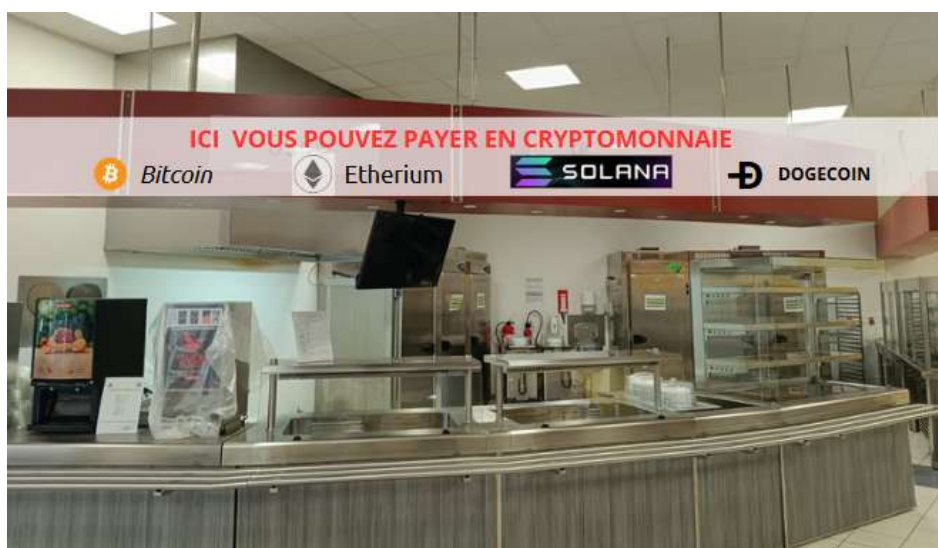 ICI VOUS POUVEZ PAYER EN CRYPTOMONNAIE
Bitcoin Etherium SOLANA DOGECOIN